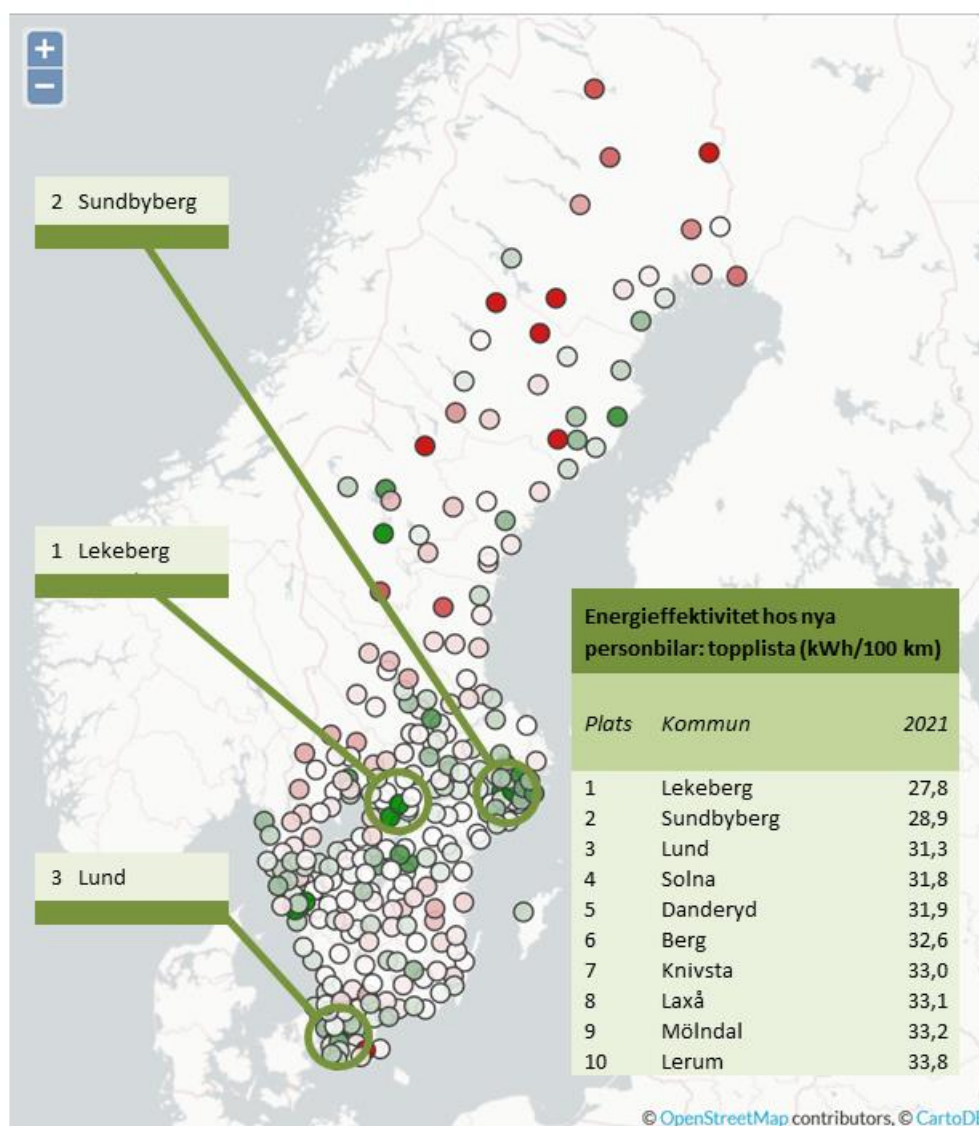 +
−
2 Sundbyberg
1 Lekeberg
3 Lund
Energieffektivitet hos nya
personbilar: topplista (kWh/100 km)
Plats Kommun 2021
1 Lekeberg 27,8
2 Sundbyberg 28,9
3 Lund 31,3
4 Solna 31,8
5 Danderyd 31,9
6 Berg 32,6
7 Knivsta 33,0
8 Laxå 33,1
9 Mölndal 33,2
10 Lerum 33,8
© OpenStreetMap contributors, © CartoD